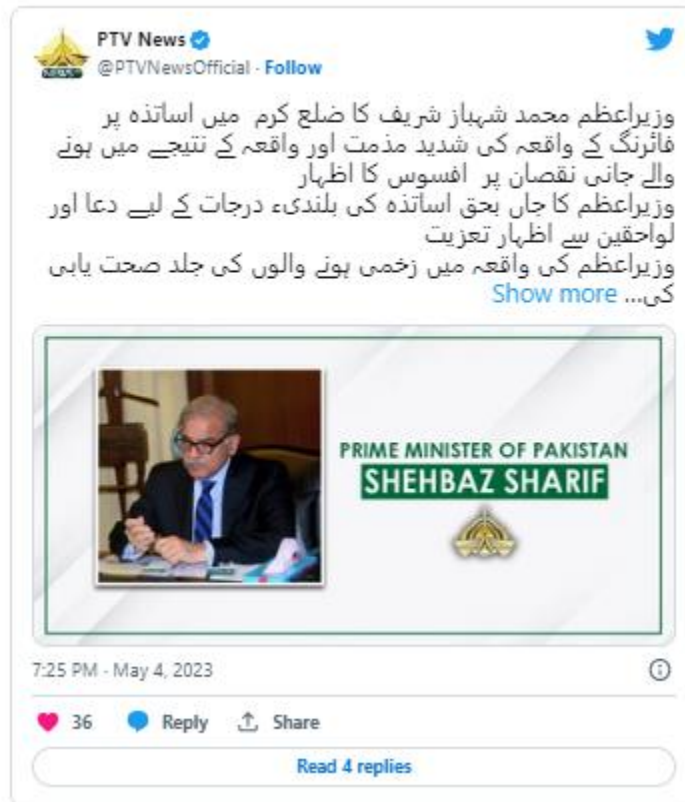 PTV News
@PTVNewsOfficial · Follow
وزیراعظم محمد شہباز شریف کا ضلع کرم میں اساتذہ پر
فائرنگ کے واقعہ کی شدید مذمت اور واقعہ کے نتیجے میں ہونے
والے جانی نقصان پر افسوس کا اظہار
وزیراعظم کا جاں بحق اساتذہ کی بلندیء درجات کے لیے دعا اور
لواحقین سے اظہار تعزیت
وزیراعظم کی واقعہ میں زخمی ہونے والوں کی جلد صحت یابی
کی... Show more
PRIME MINISTER OF PAKISTAN
SHEHBAZ SHARIF
7:25 PM · May 4, 2023
36 Reply Share
Read 4 replies